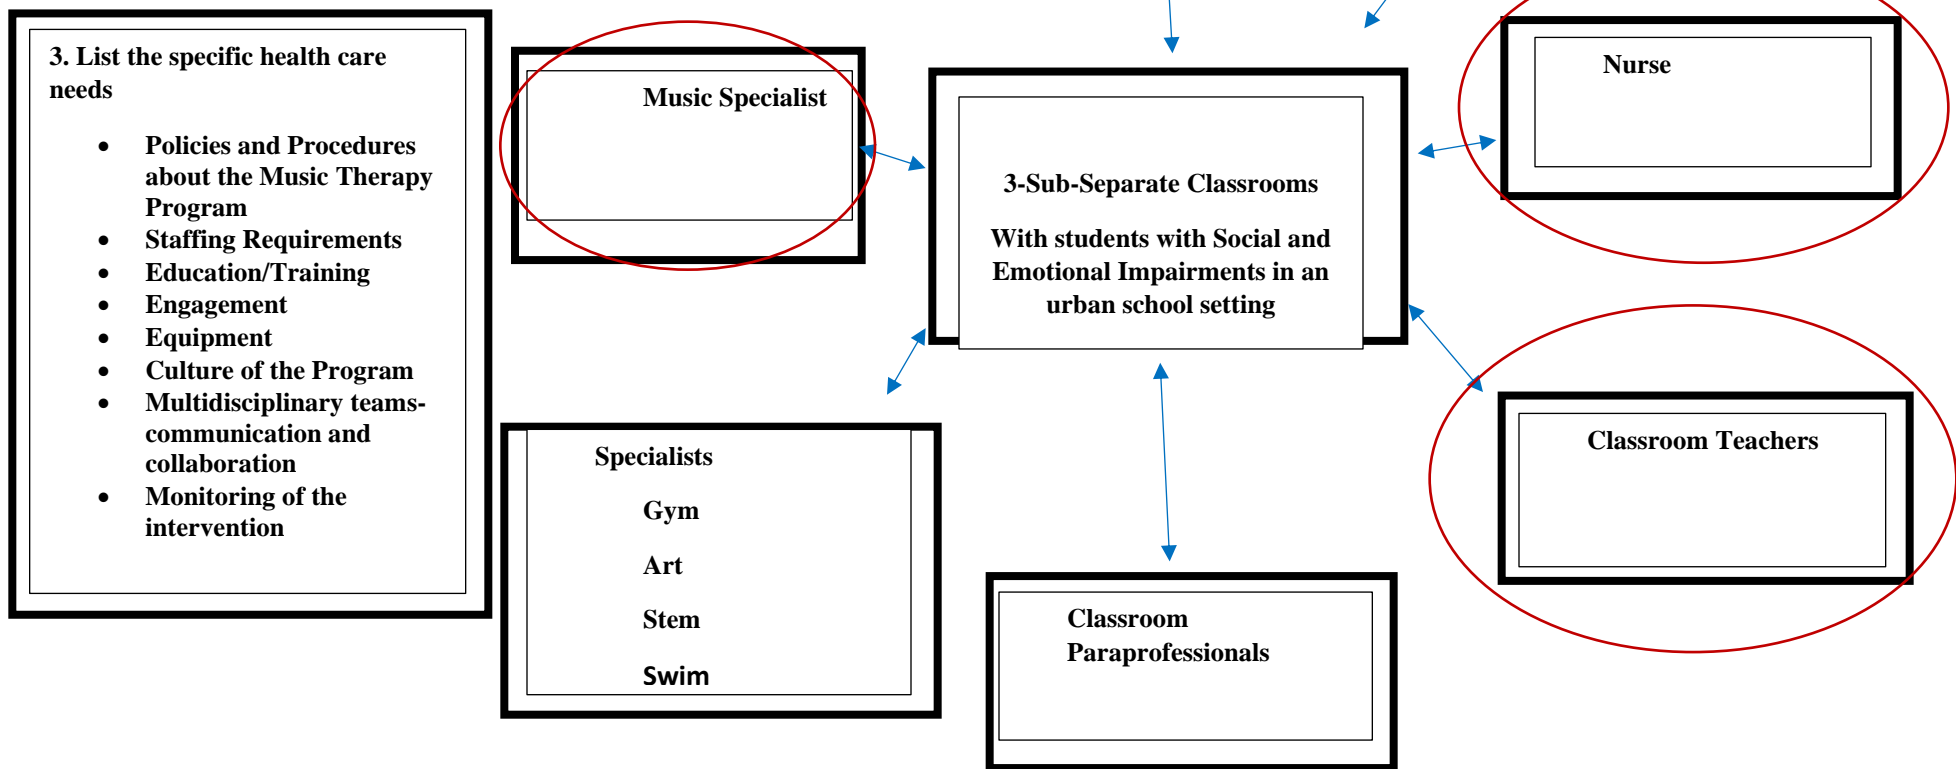 3. List the specific health care
needs
• Policies and Procedures
about the Music Therapy
Program
• Staffing Requirements
• Education/Training
• Engagement
• Equipment
• Culture of the Program
• Multidisciplinary teams-
communication and
collaboration
• Monitoring of the
intervention
Music Specialist
3-Sub-Separate Classrooms
With students with Social and
Emotional Impairments in an
urban school setting
Nurse
Specialists
Gym
Art
Stem
Swim
Classroom
Paraprofessionals
Classroom Teachers